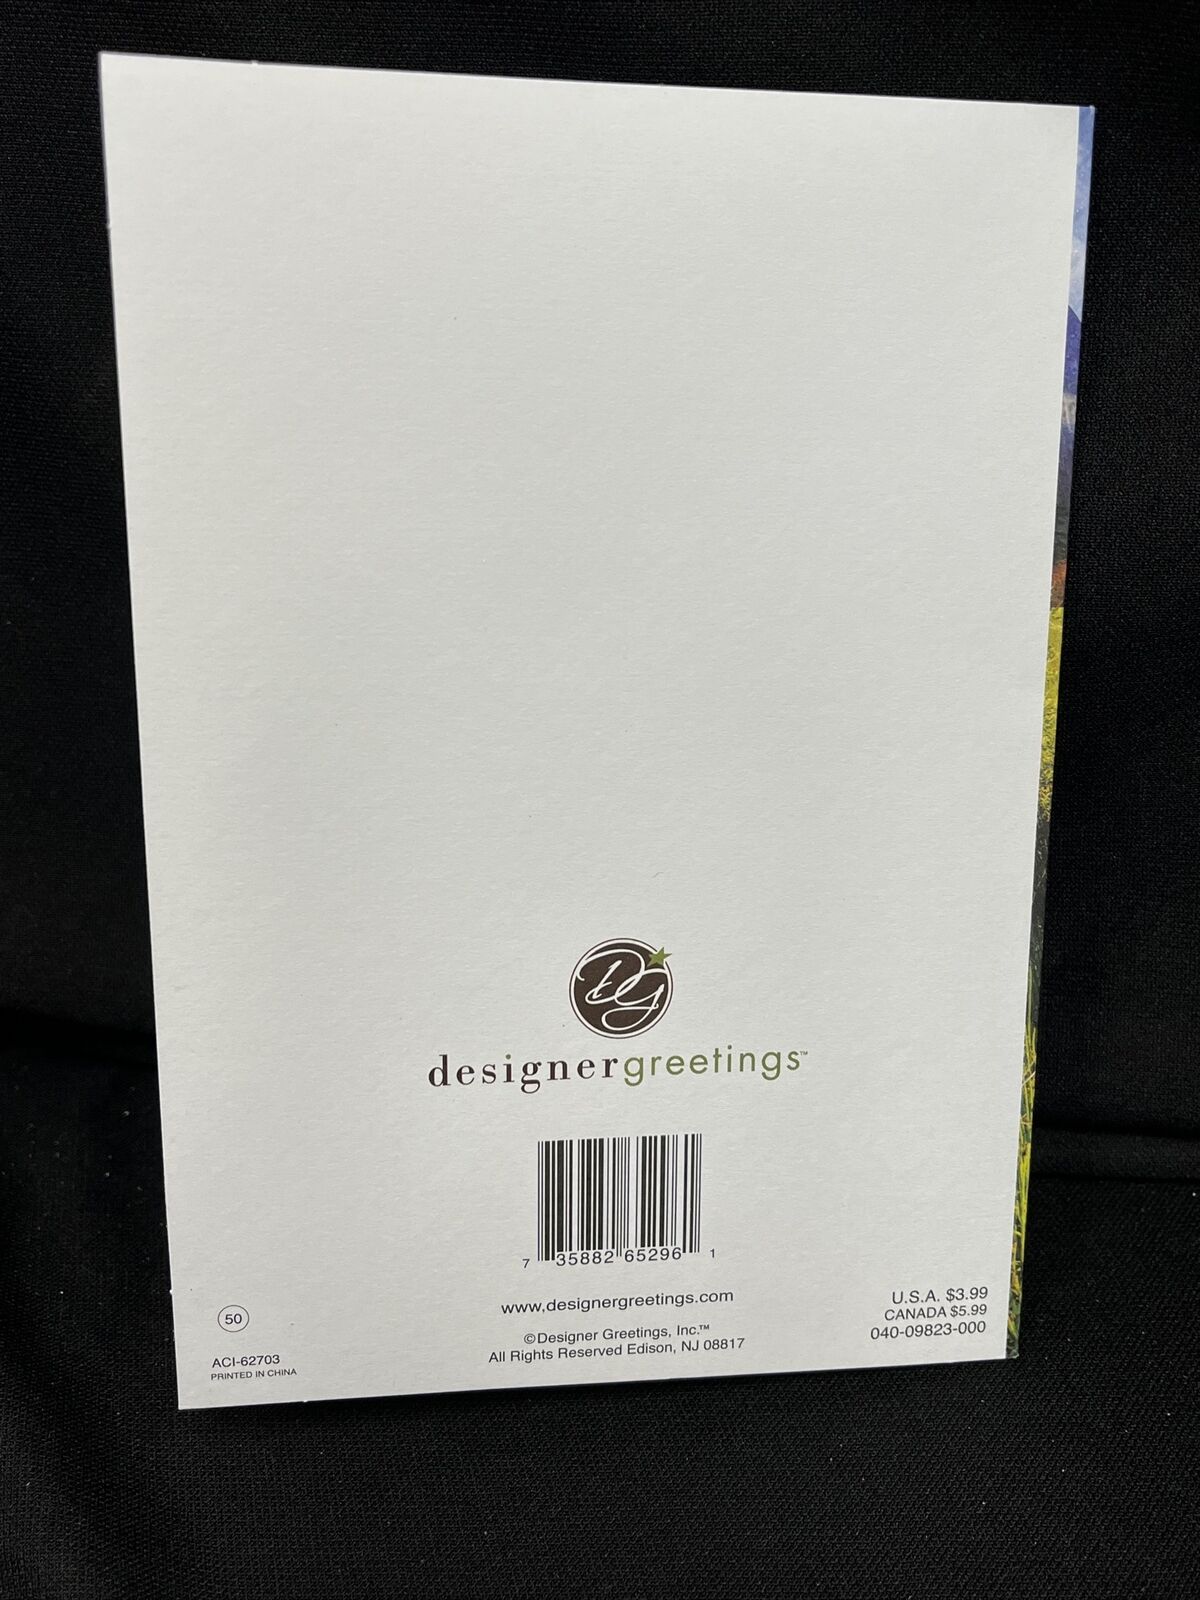 DG
designergreetings™
7 35882 65296 1
www.designergreetings.com
©Designer Greetings, Inc.™
All Rights Reserved Edison, NJ 08817
50
ACI-62703
PRINTED IN CHINA
U.S.A. $3.99
CANADA $5.99
040-09823-000